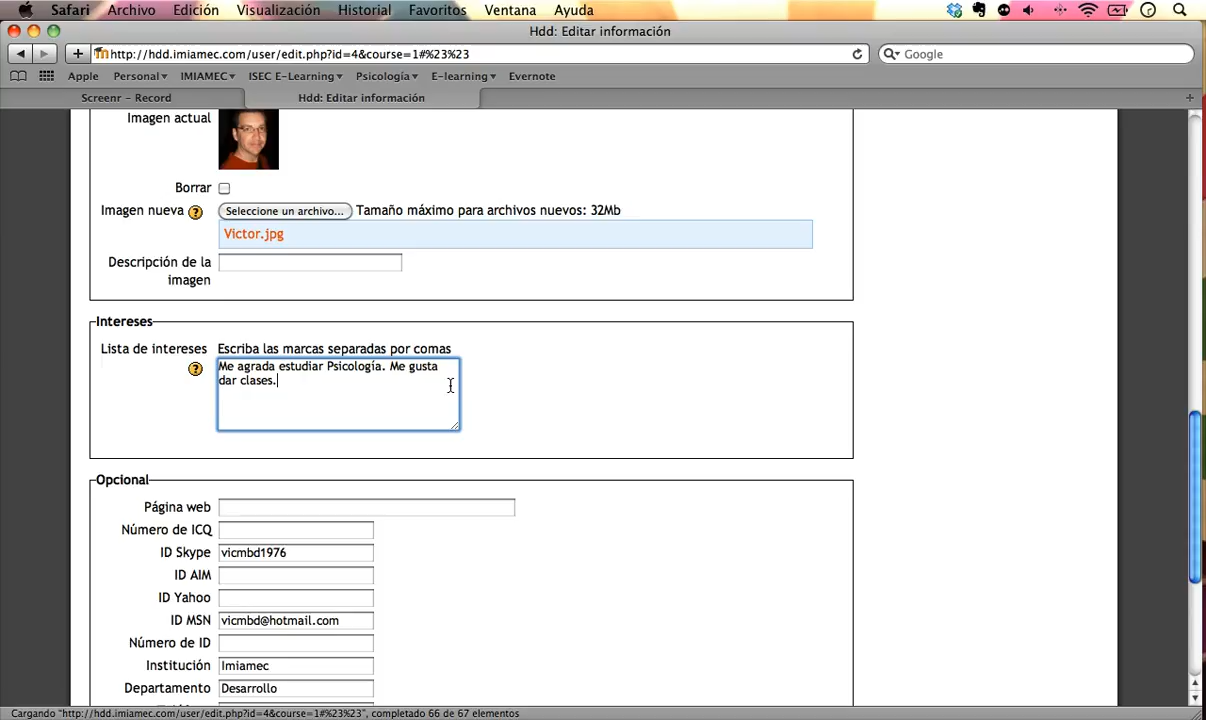 Safari Archivo Edición Visualización Historial Favoritos Ventana Ayuda
Hdd: Editar información
http://hdd.imiamec.com/user/edit.php?id=4&course=1#%23%23 Google
Apple Personal IMIAMEC ISEC E-Learning Psicología E-learning Evernote
Screenr - Record Hdd: Editar información
Imagen actual
Borrar
Imagen nueva ? Seleccione un archivo... Tamaño máximo para archivos nuevos: 32Mb
Victor.jpg
Descripción de la
imagen
Intereses
Lista de intereses Escriba las marcas separadas por comas
? Me agrada estudiar Psicología. Me gusta
dar clases.
Opcional
Página web
Número de ICQ
ID Skype vicmbd1976
ID AIM
ID Yahoo
ID MSN vicmbd@hotmail.com
Número de ID
Institución Imiamec
Departamento Desarrollo
Cargando "http://hdd.imiamec.com/user/edit.php?id=4&course=1#%23%23", completado 66 de 67 elementos